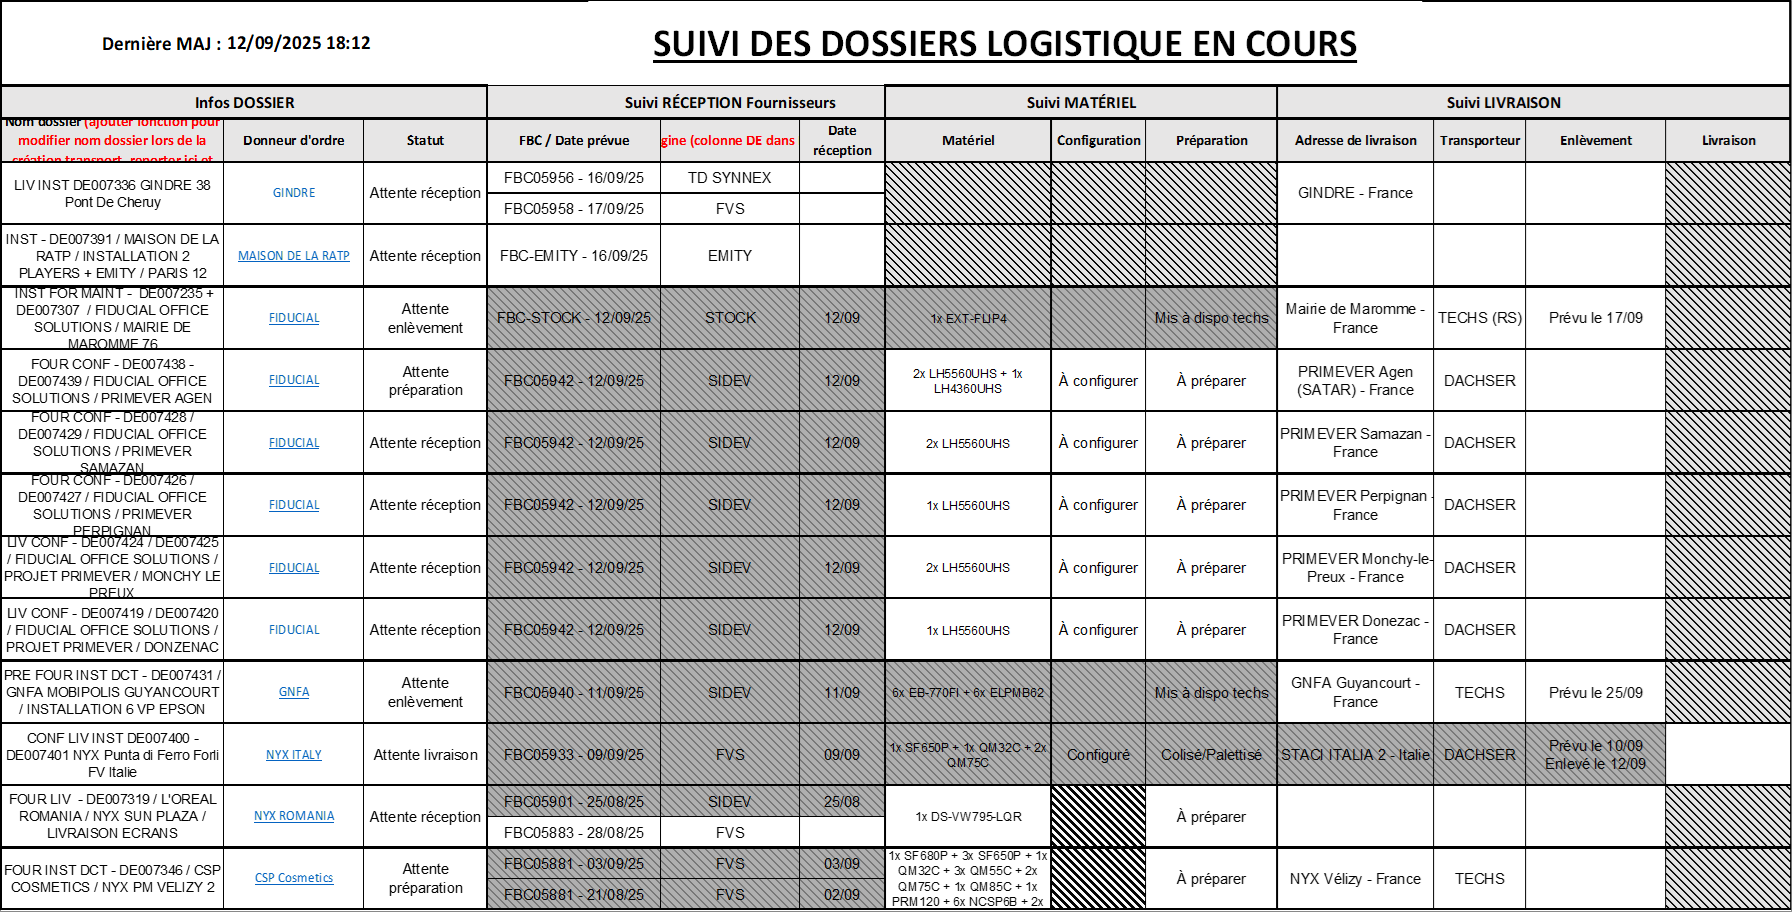 Dernière MAJ : 12/09/2025 18:12
SUIVI DES DOSSIERS LOGISTIQUE EN COURS
Infos DOSSIER
Suivi RÉCEPTION Fournisseurs
Suivi MATÉRIEL
Suivi LIVRAISON
Nom dossier (ajouter fonction pour
modifier nom dossier lors de la
création transport, reporter ici et
Donneur d'ordre
Statut
FBC / Date prévue
gine (colonne DE dans
Date
réception
Matériel
Configuration
Préparation
Adresse de livraison
Transporteur
Enlèvement
Livraison
LIV INST DE007336 GINDRE 38
Pont De Cheruy
GINDRE
Attente réception
FBC05956 - 16/09/25
TD SYNNEX
FBC05958 - 17/09/25
FVS
GINDRE - France
INST - DE007391 / MAISON DE LA
RATP / INSTALLATION 2
PLAYERS + EMITY / PARIS 12
MAISON DE LA RATP
Attente réception
FBC-EMITY - 16/09/25
EMITY
INST FOR MAINT - DE007235 +
DE007307 / FIDUCIAL OFFICE
SOLUTIONS / MAIRIE DE
MAROMME 76
FIDUCIAL
Attente
enlèvement
FBC-STOCK - 12/09/25
STOCK
12/09
1x EXT-FLIP4
Mis à dispo techs
Mairie de Maromme -
France
TECHS (RS)
Prévu le 17/09
FOUR CONF - DE007438 -
DE007439 / FIDUCIAL OFFICE
SOLUTIONS / PRIMEVER AGEN
FIDUCIAL
Attente
préparation
FBC05942 - 12/09/25
SIDEV
12/09
2x LH5560UHS + 1x
LH4360UHS
À configurer
À préparer
PRIMEVER Agen
(SATAR) - France
DACHSER
FOUR CONF - DE007428 /
DE007429 / FIDUCIAL OFFICE
SOLUTIONS / PRIMEVER
SAMAZAN
FIDUCIAL
Attente réception
FBC05942 - 12/09/25
SIDEV
12/09
2x LH5560UHS
À configurer
À préparer
PRIMEVER Samazan -
France
DACHSER
FOUR CONF - DE007426 /
DE007427 / FIDUCIAL OFFICE
SOLUTIONS / PRIMEVER
PERPIGNAN
FIDUCIAL
Attente réception
FBC05942 - 12/09/25
SIDEV
12/09
1x LH5560UHS
À configurer
À préparer
PRIMEVER Perpignan -
France
DACHSER
LIV CONF - DE007424 / DE007425
/ FIDUCIAL OFFICE SOLUTIONS /
PROJET PRIMEVER / MONCHY LE
PREUX
FIDUCIAL
Attente réception
FBC05942 - 12/09/25
SIDEV
12/09
2x LH5560UHS
À configurer
À préparer
PRIMEVER Monchy-le-
Preux - France
DACHSER
LIV CONF - DE007419 / DE007420
/ FIDUCIAL OFFICE SOLUTIONS /
PROJET PRIMEVER / DONZENAC
FIDUCIAL
Attente réception
FBC05942 - 12/09/25
SIDEV
12/09
1x LH5560UHS
À configurer
À préparer
PRIMEVER Donezac -
France
DACHSER
PRE FOUR INST DCT - DE007431 /
GNFA MOBIPOLIS GUYANCOURT
/ INSTALLATION 6 VP EPSON
GNFA
Attente
enlèvement
FBC05940 - 11/09/25
SIDEV
11/09
6x EB-770FI + 6x ELPMB62
Mis à dispo techs
GNFA Guyancourt -
France
TECHS
Prévu le 25/09
CONF LIV INST DE007400 -
DE007401 NYX Punta di Ferro Forli
FV Italie
NYX ITALY
Attente livraison
FBC05933 - 09/09/25
FVS
09/09
1x SF650P + 1x QM32C + 2x
QM75C
Configuré
Colisé/Palettisé
STACI ITALIA 2 - Italie
DACHSER
Prévu le 10/09
Enlevé le 12/09
FOUR LIV - DE007319 / L'OREAL
ROMANIA / NYX SUN PLAZA /
LIVRAISON ECRANS
NYX ROMANIA
Attente réception
FBC05901 - 25/08/25
SIDEV
25/08
FBC05883 - 28/08/25
FVS
1x DS-VW795-LQR
À préparer
FOUR INST DCT - DE007346 / CSP
COSMETICS / NYX PM VELIZY 2
CSP Cosmetics
Attente
préparation
FBC05881 - 03/09/25
FVS
03/09
FBC05881 - 21/08/25
FVS
02/09
1x SF680P + 3x SF650P + 1x
QM32C + 3x QM55C + 2x
QM75C + 1x QM85C + 1x
PRM120 + 6x NCSP6B + 2x
À préparer
NYX Vélizy - France
TECHS